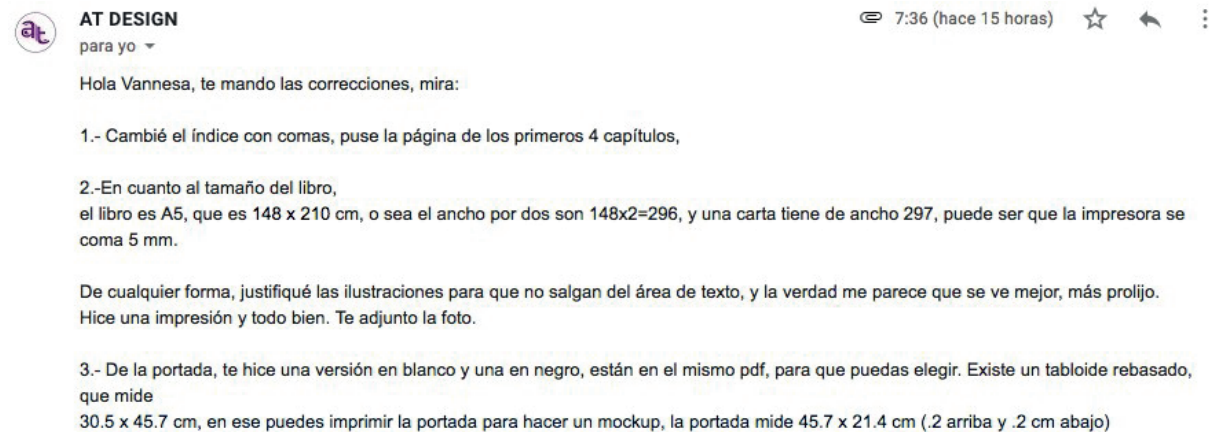 at
AT DESIGN
7:36 (hace 15 horas)
para yo
Hola Vannesa, te mando las correcciones, mira:
1.- Cambié el índice con comas, puse la página de los primeros 4 capítulos,
2.-En cuanto al tamaño del libro,
el libro es A5, que es 148 x 210 cm, o sea el ancho por dos son 148x2=296, y una carta tiene de ancho 297, puede ser que la impresora se
coma 5 mm.
De cualquier forma, justifiqué las ilustraciones para que no salgan del área de texto, y la verdad me parece que se ve mejor, más prolijo.
Hice una impresión y todo bien. Te adjunto la foto.
3.- De la portada, te hice una versión en blanco y una en negro, están en el mismo pdf, para que puedas elegir. Existe un tabloide rebasado,
que mide
30.5 x 45.7 cm, en ese puedes imprimir la portada para hacer un mockup, la portada mide 45.7 x 21.4 cm (.2 arriba y .2 cm abajo)